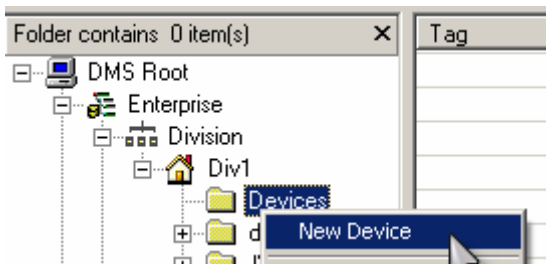 Folder contains 0 item(s)
Tag
DMS Root
Enterprise
Division
Div1
Devices
New Device
d